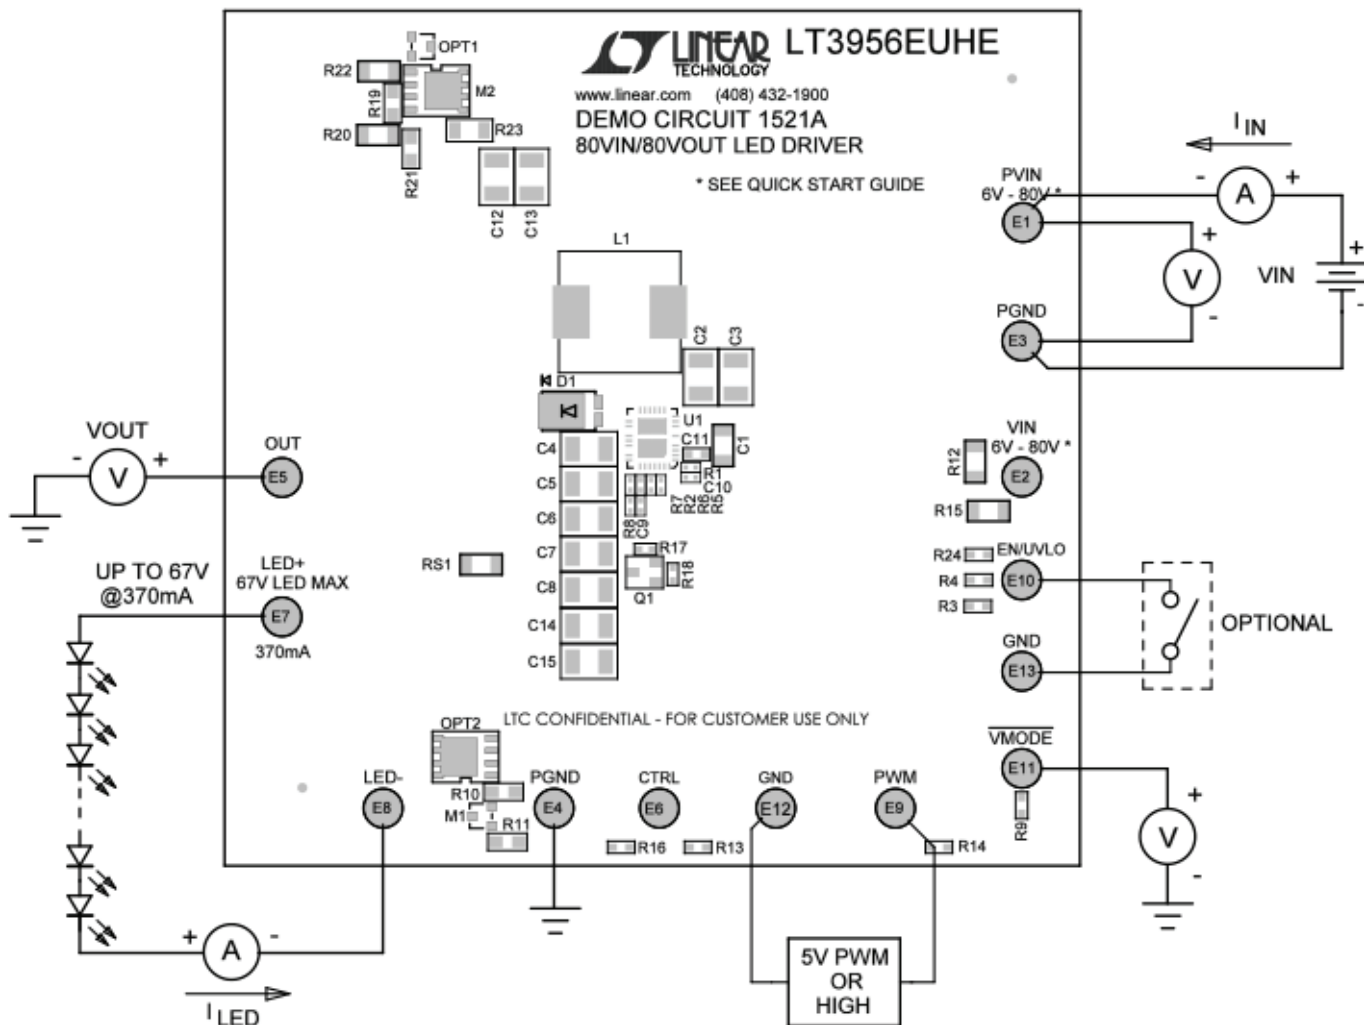 LINEAR
TECHNOLOGY
LT3956EUHE
www.linear.com (408) 432-1900
DEMO CIRCUIT 1521A
80VIN/80VOUT LED DRIVER
* SEE QUICK START GUIDE
OPT1
R22
R19
M2
R20
R21
R23
C12
C13
L1
C2
C3
D1
U1
C4
C11
C1
R1
C10
C5
R7
R2
R6
R5
C6
R8
C9
C7
R17
RS1
C8
R18
Q1
C14
C15
I IN
PVIN
6V - 80V *
- A +
E1
+
V
-
+
VIN
-
PGND
E3
VIN
6V - 80V *
R12
E2
R15
EN/UVLO
R24
R4
E10
R3
OPTIONAL
GND
E13
VMODE
E11
R9
+
V
-
VOUT
- V +
OUT
E5
UP TO 67V
@370mA
LED+
67V LED MAX
E7
370mA
LTC CONFIDENTIAL - FOR CUSTOMER USE ONLY
OPT2
LED-
E8
R10
M1
R11
PGND
E4
CTRL
E6
R16
R13
GND
E12
PWM
E9
R14
+ A -
I LED
5V PWM
OR
HIGH